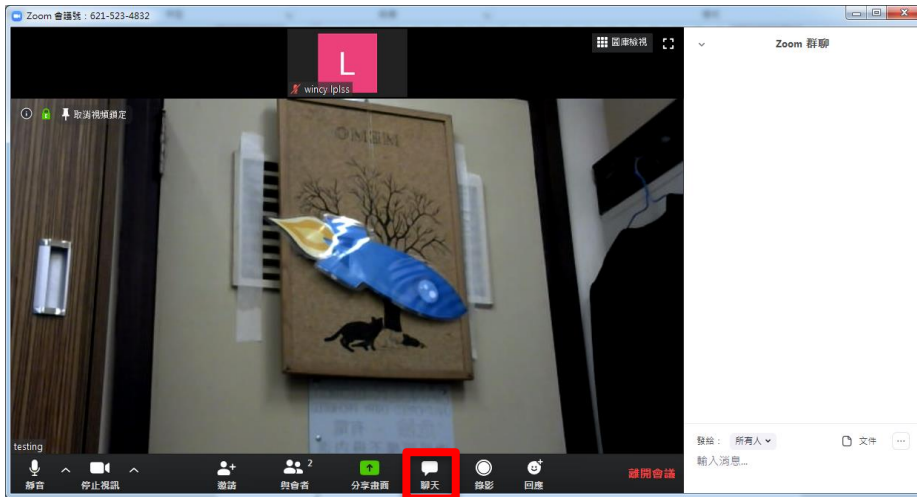 Zoom 會議號：621-523-4832
圖庫檢視
Zoom 群聊
L
wincy.lplss
取消視頻鎖定
MEMO
testing
發給： 所有人
文件
輸入消息...
靜音
停止視訊
邀請
2
與會者
分享畫面
聊天
錄影
回應
離開會議